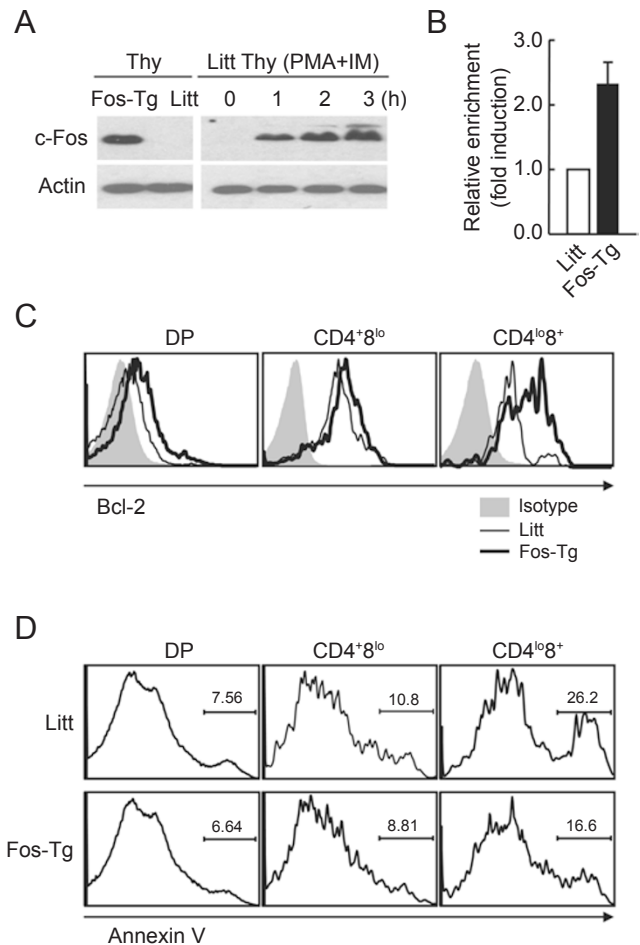 A
Thy
Litt Thy (PMA+IM)
Fos-Tg Litt 0 1 2 3 (h)
c-Fos
Actin
B
Relative enrichment
(fold induction)
3.0
2.0
1.0
0.0
Litt
Fos-Tg
C
DP
CD4⁺8ˡᵒ
CD4ˡᵒ8⁺
Bcl-2
Isotype
Litt
Fos-Tg
D
DP
CD4⁺8ˡᵒ
CD4ˡᵒ8⁺
Litt
7.56
10.8
26.2
Fos-Tg
6.64
8.81
16.6
Annexin V